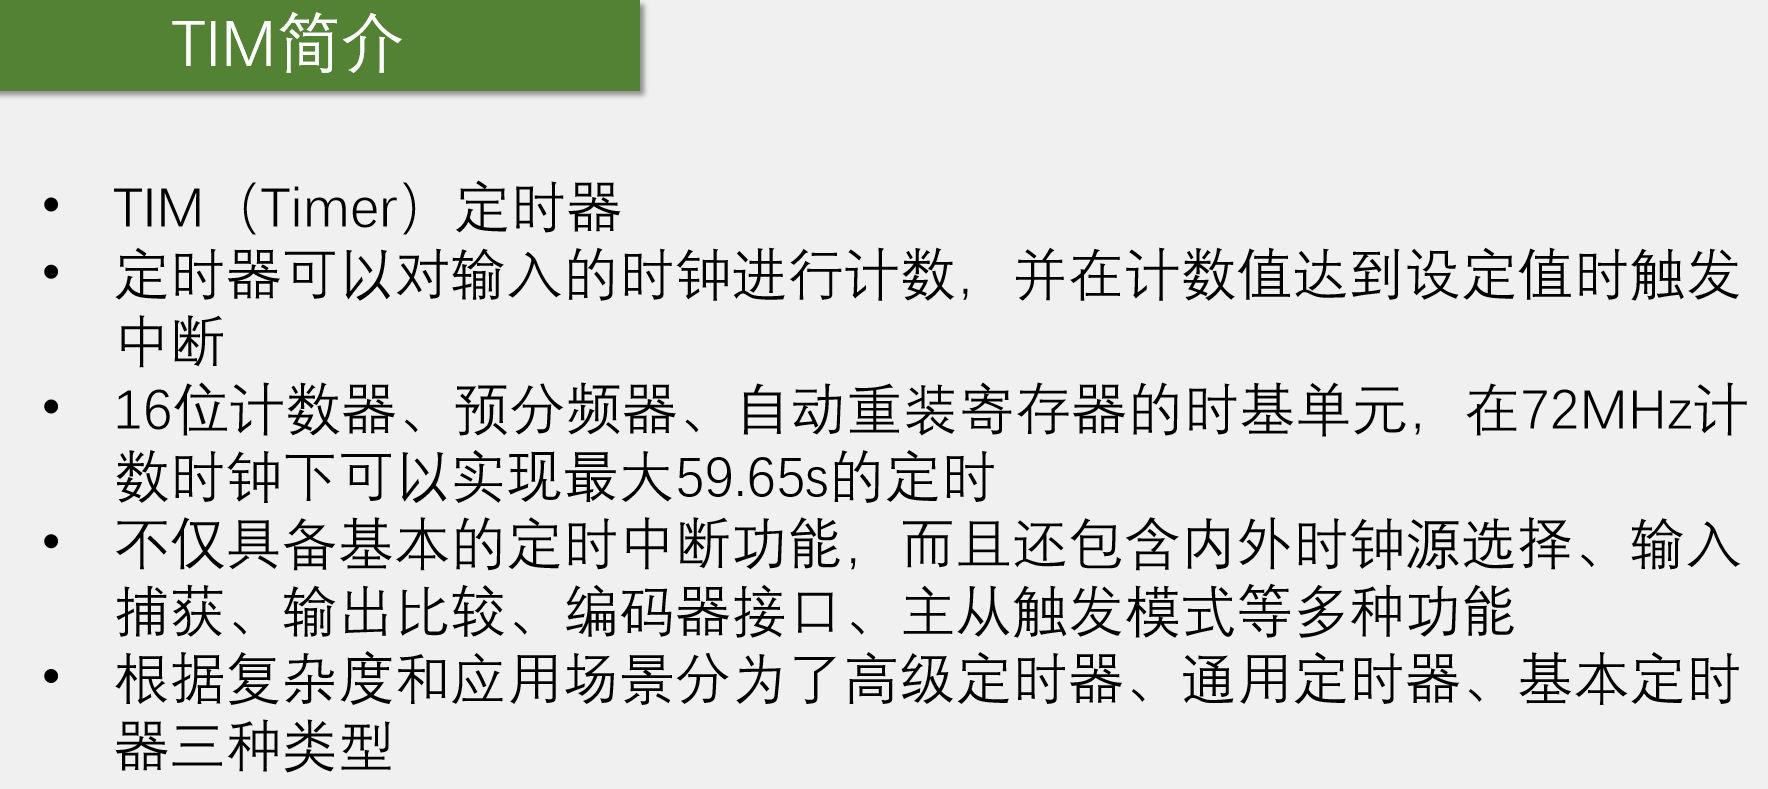 TIM简介
• TIM（Timer）定时器
• 定时器可以对输入的时钟进行计数，并在计数值达到设定值时触发
中断
• 16位计数器、预分频器、自动重装寄存器的时基单元，在72MHz计
数时钟下可以实现最大59.65s的定时
• 不仅具备基本的定时中断功能，而且还包含内外时钟源选择、输入
捕获、输出比较、编码器接口、主从触发模式等多种功能
• 根据复杂度和应用场景分为了高级定时器、通用定时器、基本定时
器三种类型